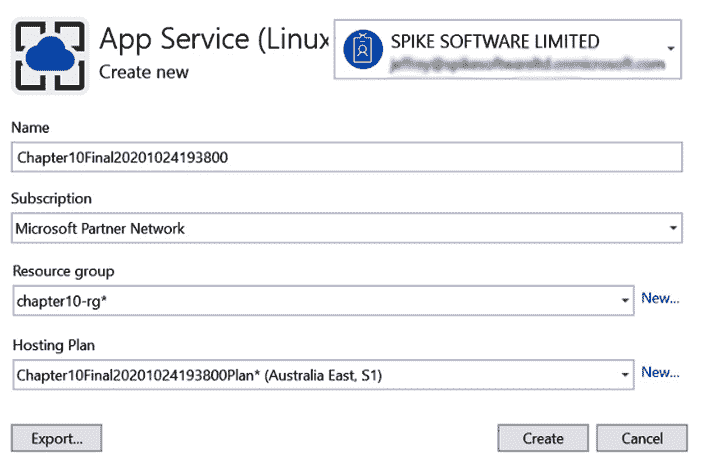 App Service (Linux
SPIKE SOFTWARE LIMITED
Create new
Name
Chapter10Final20201024193800
Subscription
Microsoft Partner Network
Resource group
chapter10-rg*
New...
Hosting Plan
Chapter10Final20201024193800Plan* (Australia East, S1)
New...
Export...
Create
Cancel